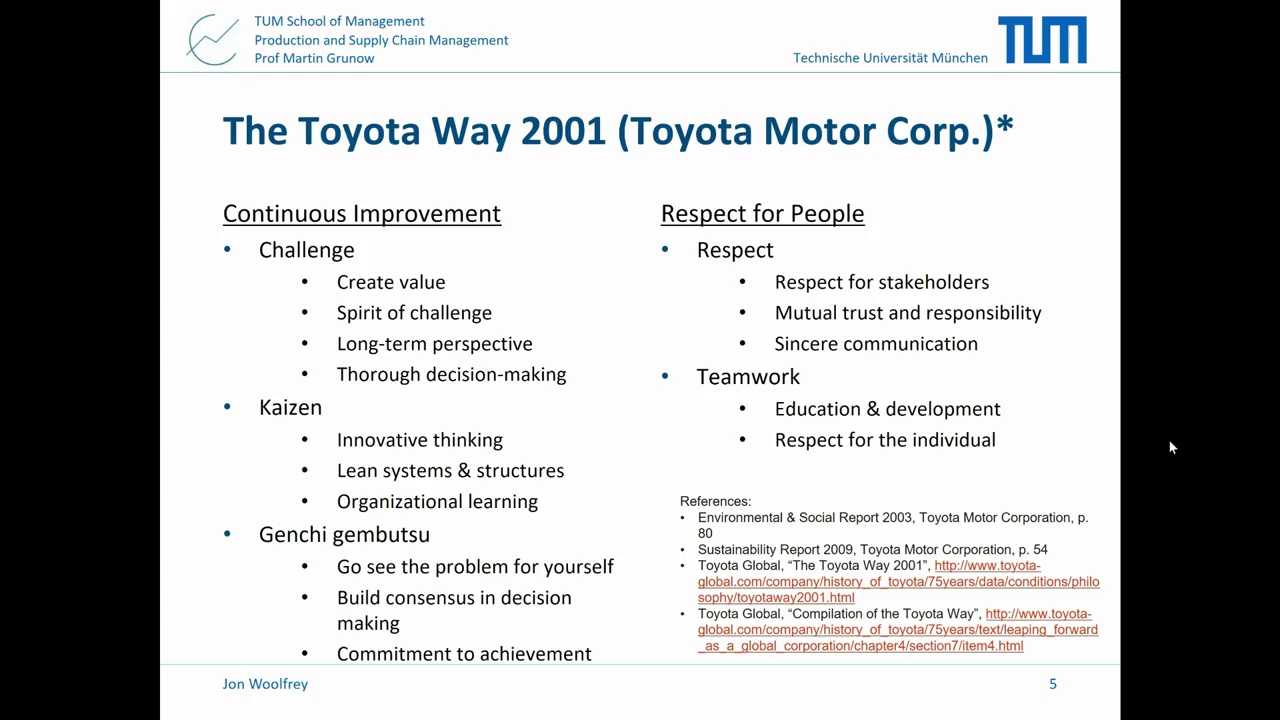 TUM School of Management
Production and Supply Chain Management
Prof Martin Grunow
Technische Universität München
TUM
The Toyota Way 2001 (Toyota Motor Corp.)*
Continuous Improvement
• Challenge
• Create value
• Spirit of challenge
• Long-term perspective
• Thorough decision-making
• Kaizen
• Innovative thinking
• Lean systems & structures
• Organizational learning
• Genchi gembutsu
• Go see the problem for yourself
• Build consensus in decision
making
• Commitment to achievement
Respect for People
• Respect
• Respect for stakeholders
• Mutual trust and responsibility
• Sincere communication
• Teamwork
• Education & development
• Respect for the individual
References:
• Environmental & Social Report 2003, Toyota Motor Corporation, p.
80
• Sustainability Report 2009, Toyota Motor Corporation, p. 54
• Toyota Global, “The Toyota Way 2001”, http://www.toyota-
global.com/company/history_of_toyota/75years/data/conditions/philo
sophy/toyotaway2001.html
• Toyota Global, “Compilation of the Toyota Way”, http://www.toyota-
global.com/company/history_of_toyota/75years/text/leaping_forward
_as_a_global_corporation/chapter4/section7/item4.html
Jon Woolfrey
5